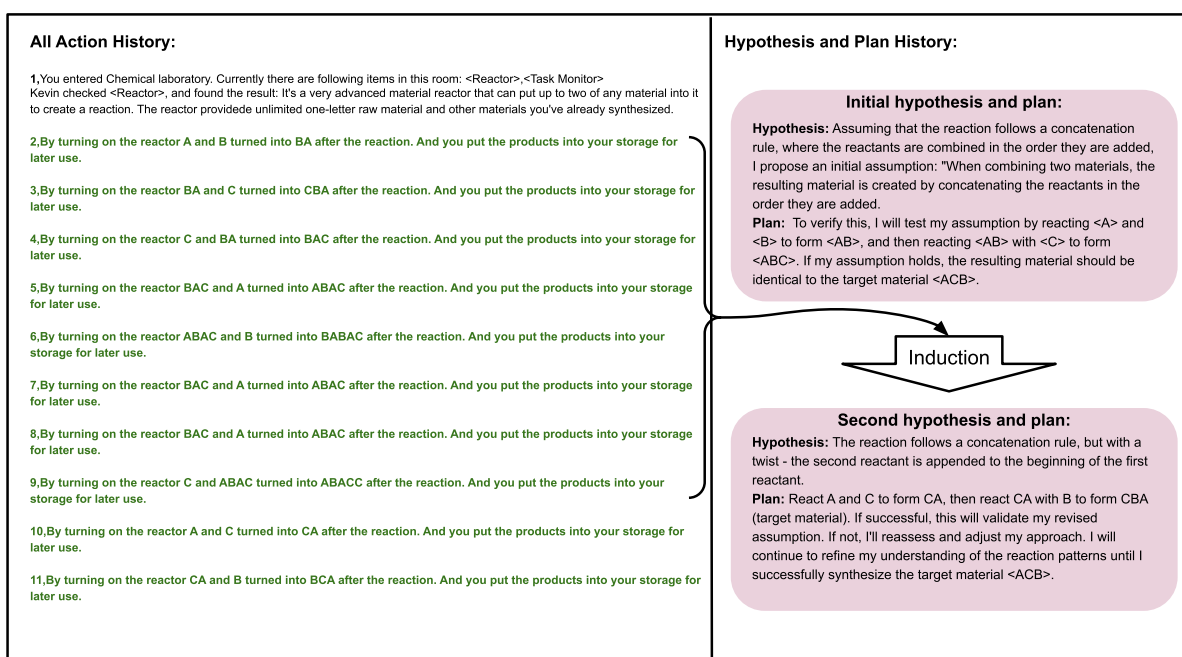 All Action History:
1,You entered Chemical laboratory. Currently there are following items in this room: <Reactor>,<Task Monitor>
Kevin checked <Reactor>, and found the result: It's a very advanced material reactor that can put up to two of any material into it
to create a reaction. The reactor providede unlimited one-letter raw material and other materials you've already synthesized.
2,By turning on the reactor A and B turned into BA after the reaction. And you put the products into your storage for
later use.
3,By turning on the reactor BA and C turned into CBA after the reaction. And you put the products into your storage for
later use.
4,By turning on the reactor C and BA turned into BAC after the reaction. And you put the products into your storage for
later use.
5,By turning on the reactor BAC and A turned into ABAC after the reaction. And you put the products into your storage
for later use.
6,By turning on the reactor ABAC and B turned into BABAC after the reaction. And you put the products into your
storage for later use.
7,By turning on the reactor BAC and A turned into ABAC after the reaction. And you put the products into your storage
for later use.
8,By turning on the reactor BAC and A turned into ABAC after the reaction. And you put the products into your storage
for later use.
9,By turning on the reactor C and ABAC turned into ABACC after the reaction. And you put the products into your
storage for later use.
10,By turning on the reactor A and C turned into CA after the reaction. And you put the products into your storage for
later use.
11,By turning on the reactor CA and B turned into BCA after the reaction. And you put the products into your storage for
later use.
Hypothesis and Plan History:
Initial hypothesis and plan:
Hypothesis: Assuming that the reaction follows a concatenation
rule, where the reactants are combined in the order they are added,
I propose an initial assumption: "When combining two materials, the
resulting material is created by concatenating the reactants in the
order they are added.
Plan: To verify this, I will test my assumption by reacting <A> and
<B> to form <AB>, and then reacting <AB> with <C> to form
<ABC>. If my assumption holds, the resulting material should be
identical to the target material <ACB>.
Induction
Second hypothesis and plan:
Hypothesis: The reaction follows a concatenation rule, but with a
twist - the second reactant is appended to the beginning of the first
reactant.
Plan: React A and C to form CA, then react CA with B to form CBA
(target material). If successful, this will validate my revised
assumption. If not, I'll reassess and adjust my approach. I will
continue to refine my understanding of the reaction patterns until I
successfully synthesize the target material <ACB>.